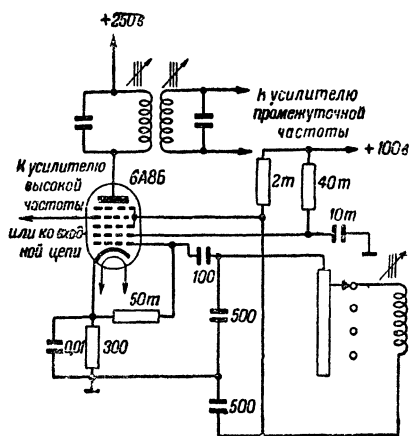 +250в
К усилителю
промежуточной
частоты
К усилителю
высокой
частоты
или ко вход
ной цепи
6А8Б
+100в
2т
40т
10т
100
50т
500
0,01
300
500